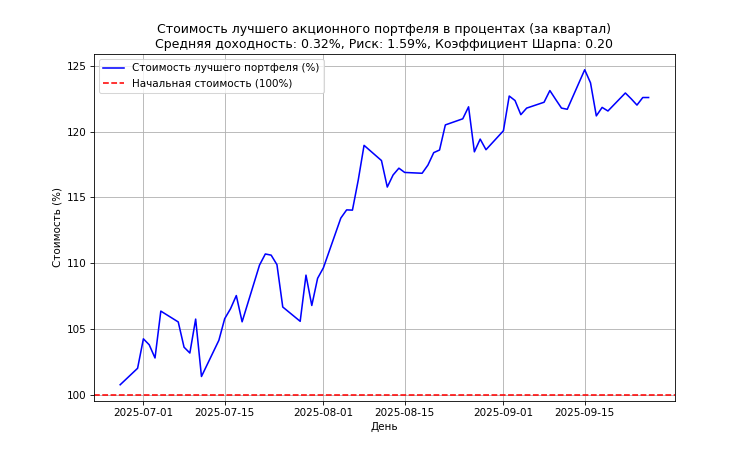 Стоимость лучшего акционного портфеля в процентах (за квартал)
Средняя доходность: 0.32%, Риск: 1.59%, Коэффициент Шарпа: 0.20
Стоимость лучшего портфеля (%)
Начальная стоимость (100%)
Стоимость (%)
125
120
115
110
105
100
2025-07-01 2025-07-15 2025-08-01 2025-08-15 2025-09-01 2025-09-15
День